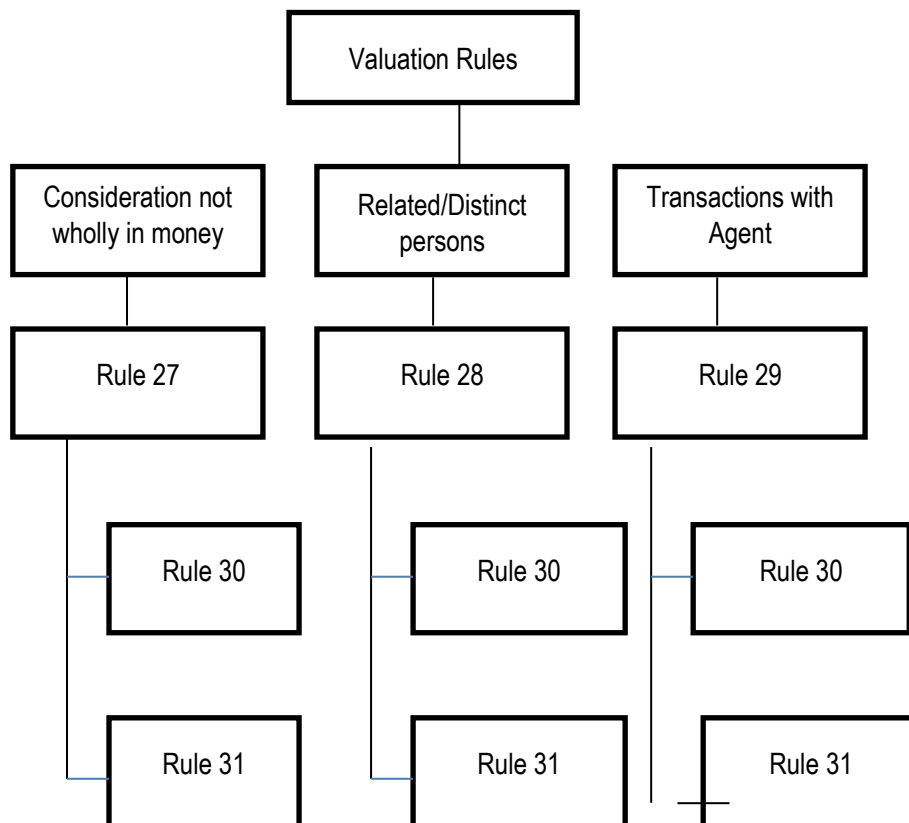 Valuation Rules
Consideration not
wholly in money
Related/Distinct
persons
Transactions with
Agent
Rule 27
Rule 28
Rule 29
Rule 30
Rule 30
Rule 30
Rule 31
Rule 31
Rule 31